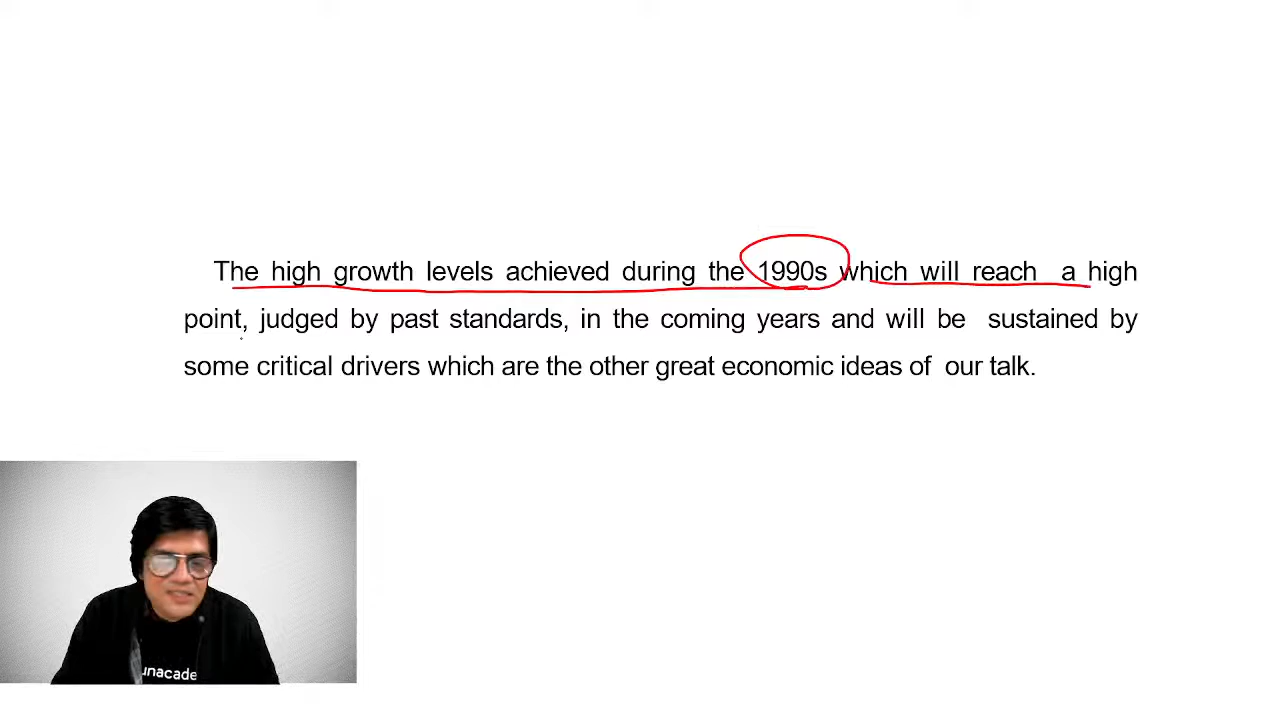 The high growth levels achieved during the 1990s which will reach a high
point, judged by past standards, in the coming years and will be sustained by
some critical drivers which are the other great economic ideas of our talk.
unacade